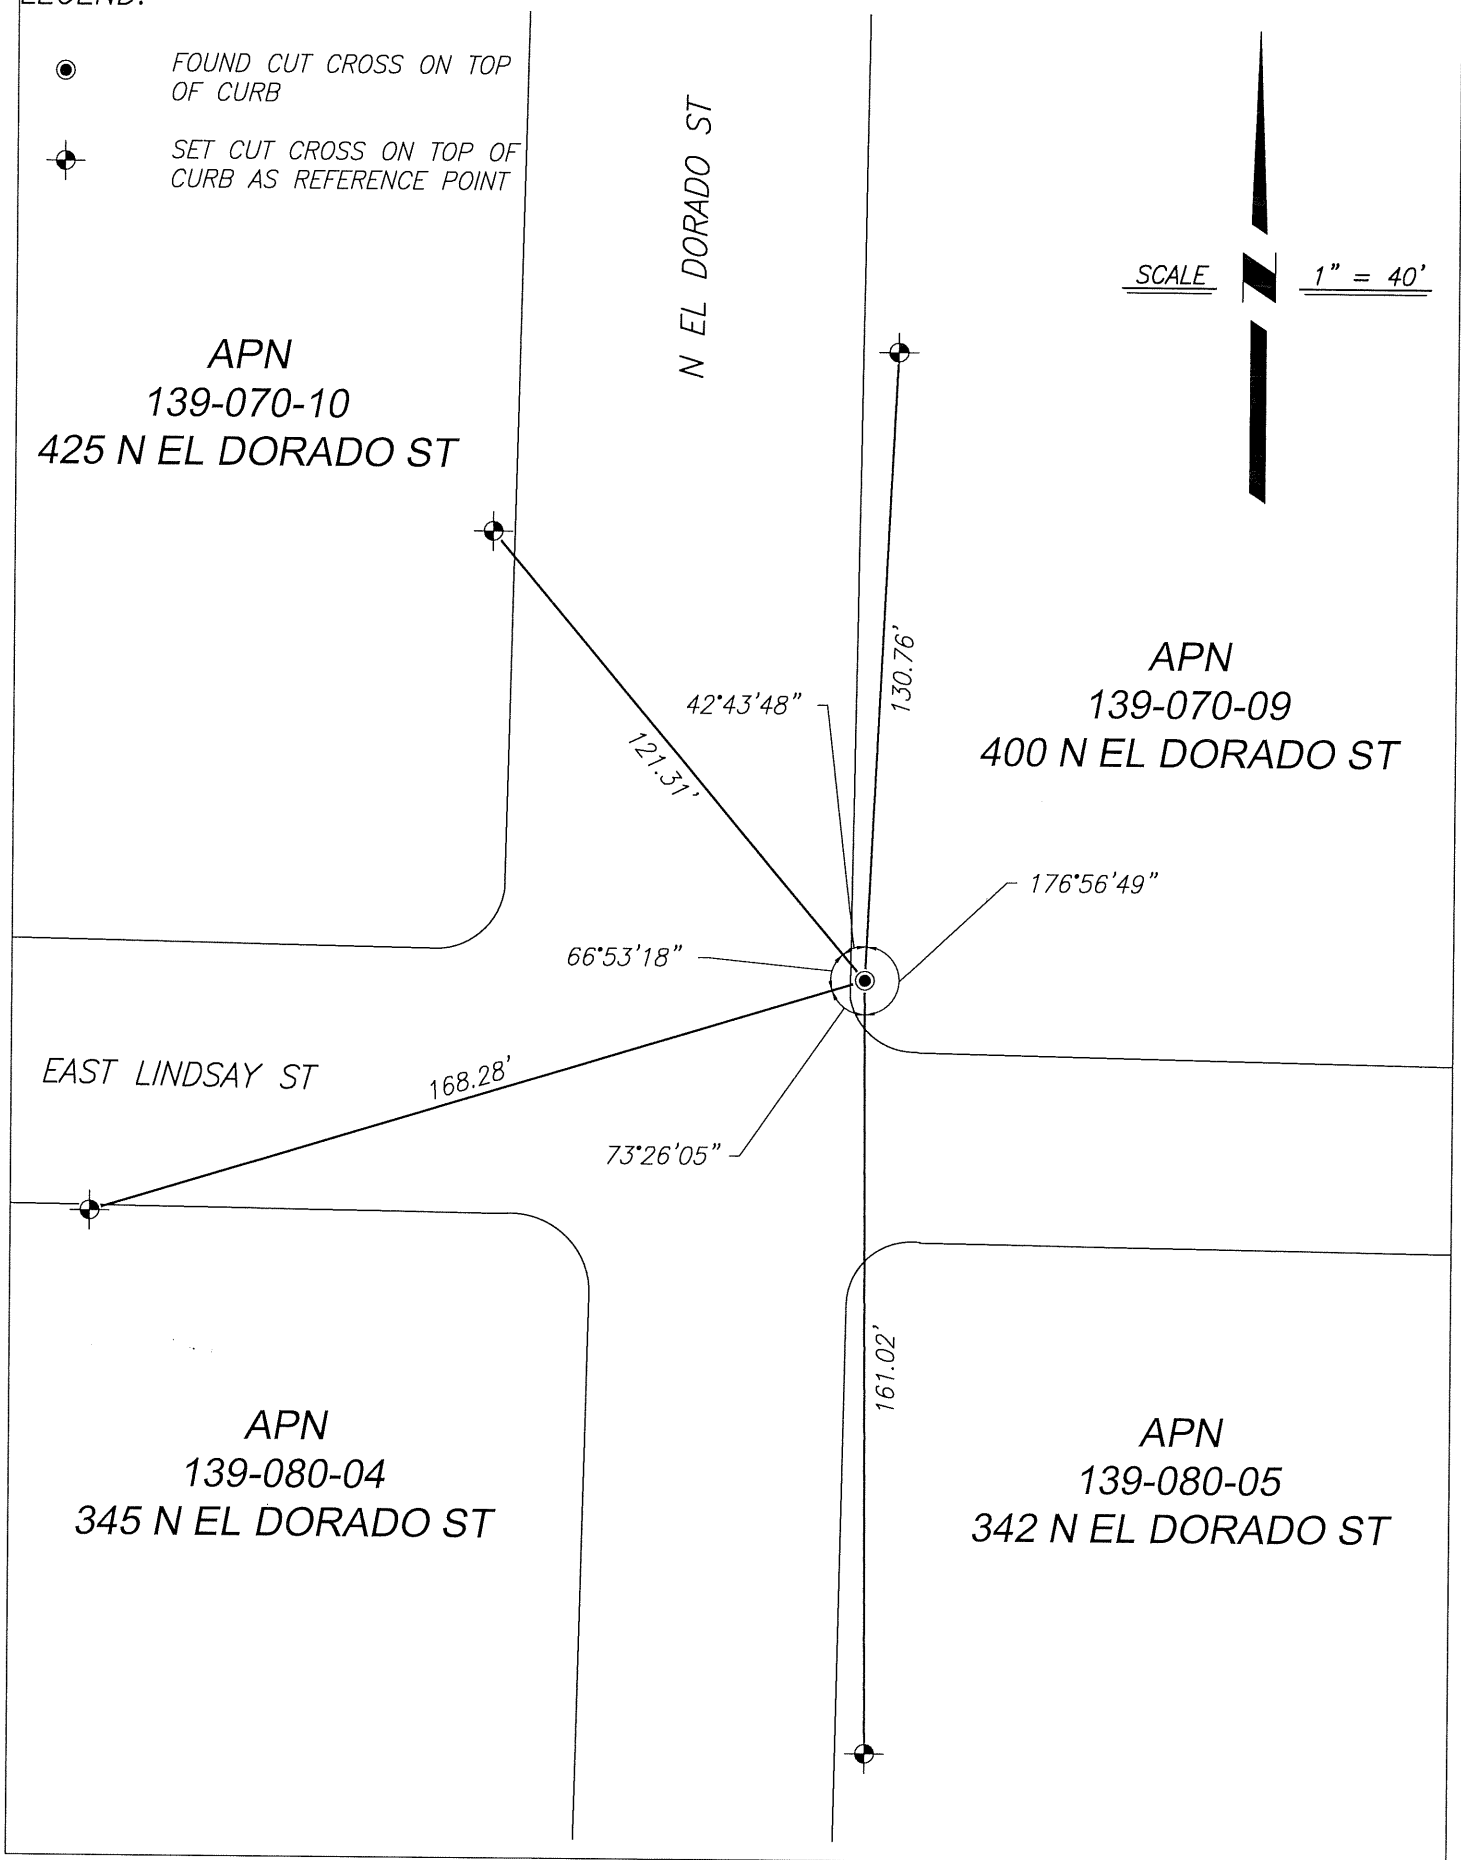 LEGEND:
FOUND CUT CROSS ON TOP
OF CURB
SET CUT CROSS ON TOP OF
CURB AS REFERENCE POINT
N EL DORADO ST
SCALE N 1" = 40'
APN
139-070-10
425 N EL DORADO ST
130.76'
APN
139-070-09
400 N EL DORADO ST
42°43'48"
121.31'
176°56'49"
66°53'18"
EAST LINDSAY ST
168.28'
73°26'05"
161.02'
APN
139-080-04
345 N EL DORADO ST
APN
139-080-05
342 N EL DORADO ST